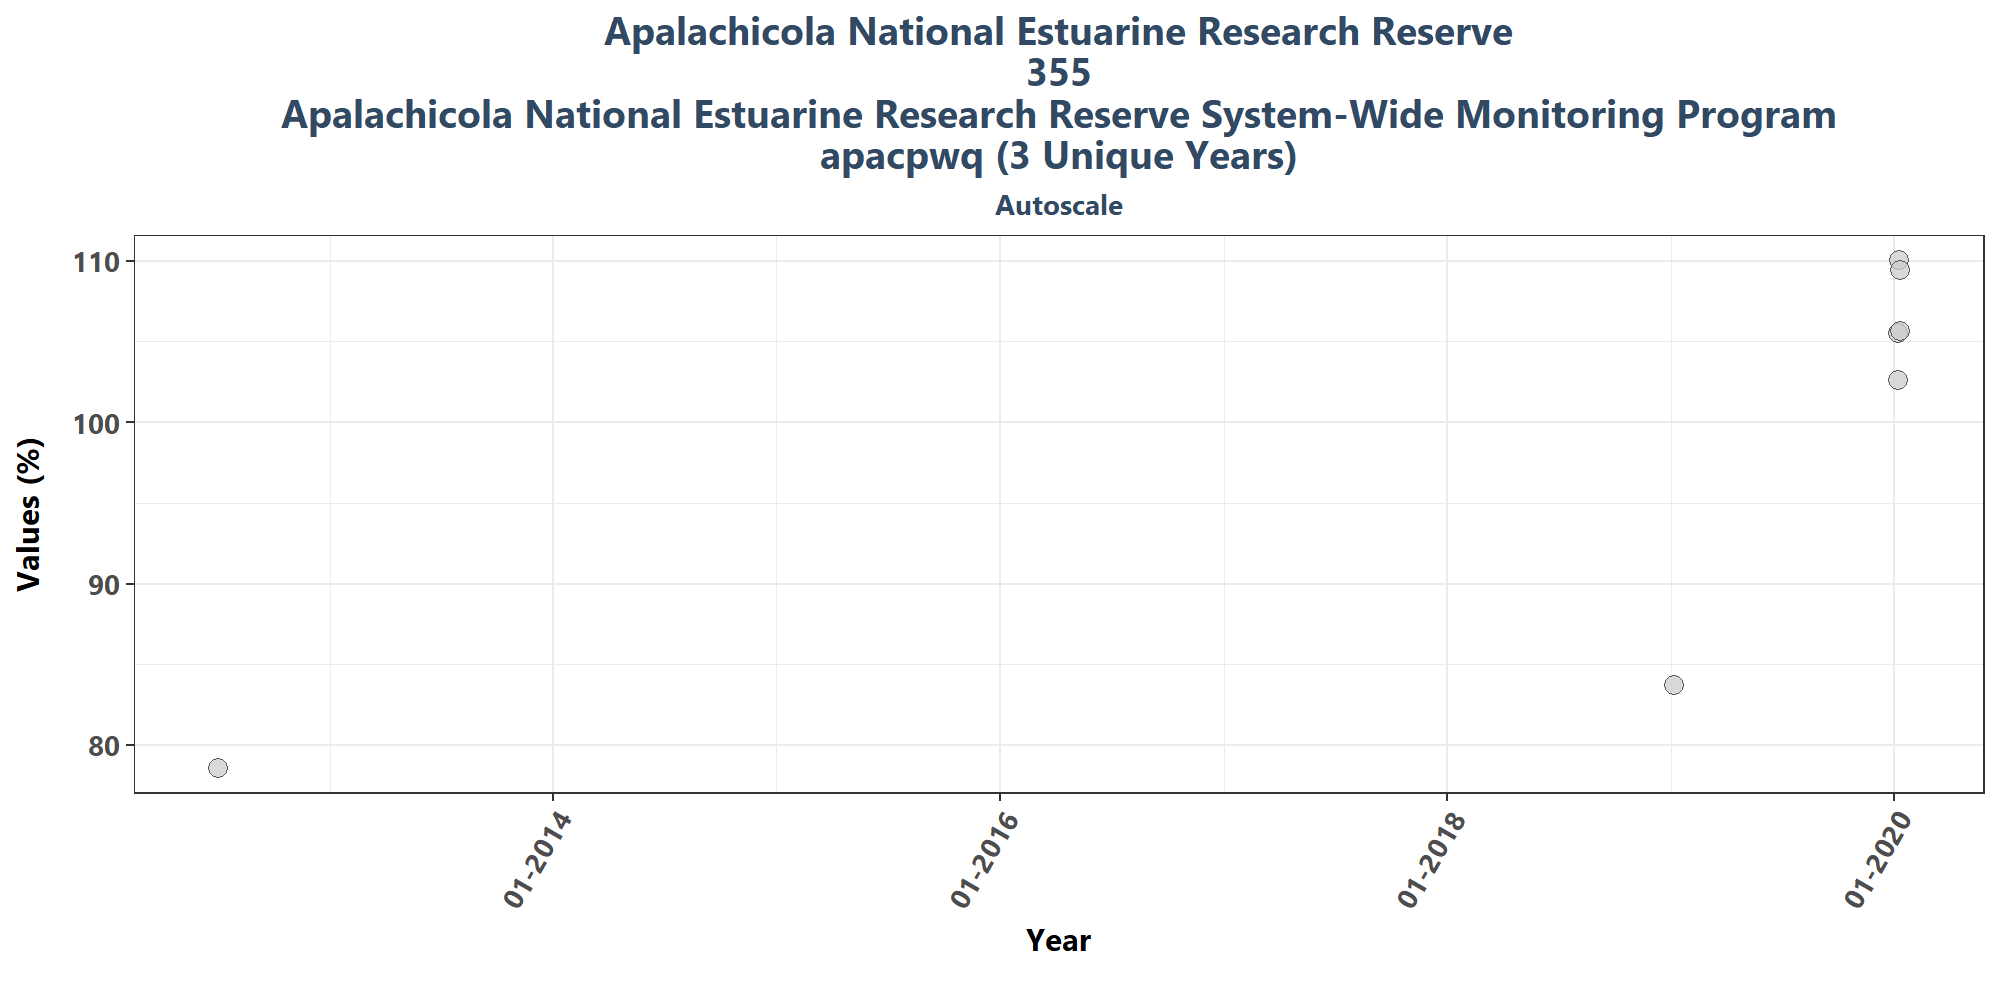 Apalachicola National Estuarine Research Reserve
355
Apalachicola National Estuarine Research Reserve System-Wide Monitoring Program
apacpwq (3 Unique Years)
Autoscale
110
100
90
80
Values (%)
01-2014
01-2016
01-2018
01-2020
Year